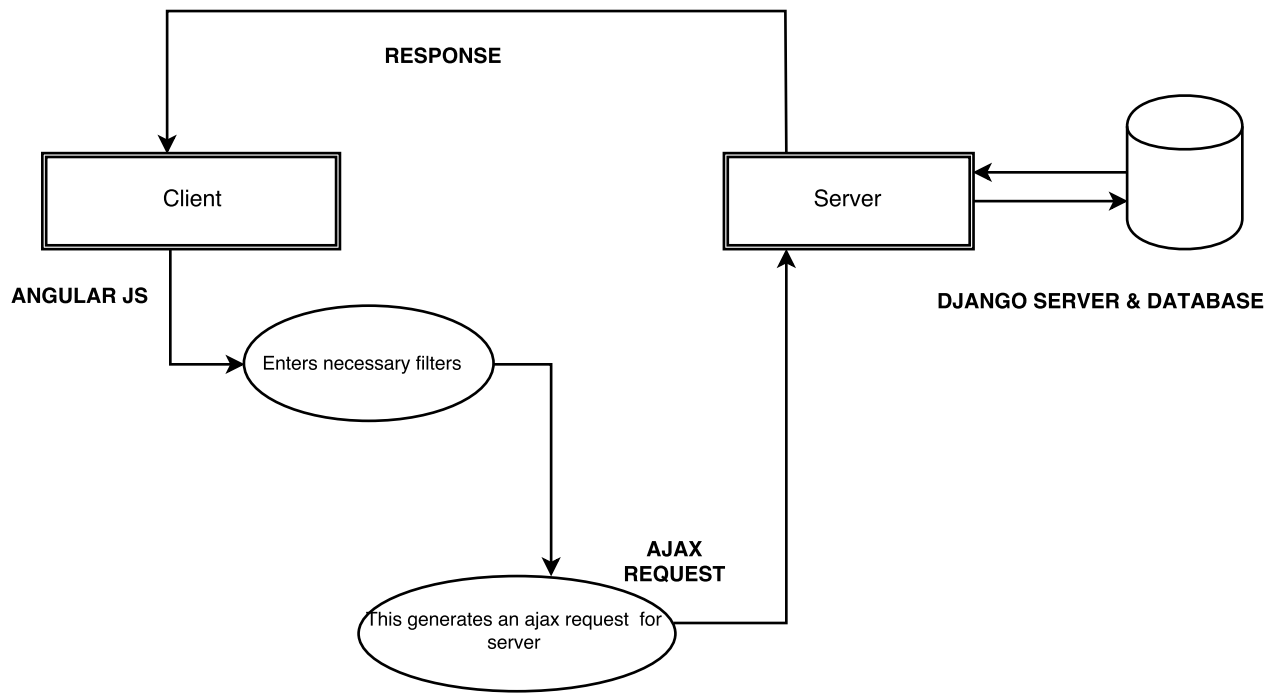 RESPONSE
Client
Server
ANGULAR JS
DJANGO SERVER & DATABASE
Enters necessary filters
AJAX
REQUEST
This generates an ajax request  for
server